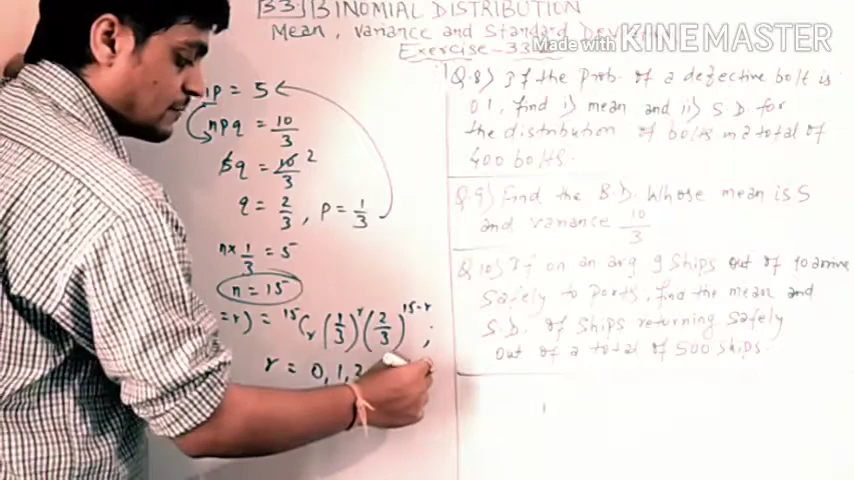 33] BINOMIAL DISTRIBUTION
Mean, variance and Standard
Exercise-33
Made with KINEMASTER
np = 5
npq = 10/3
5q = 10/3 2
q = 2/3, p = 1/3
n× 1/3 = 5
n = 15
=r) = 15Cr (1/3)^r (2/3)^15-r ;
r = 0, 1, 2
Q.8) If the Prob. of a defective bolt is
0.1, find i) mean and ii) S.D. for
the distribution of bolts in a total of
400 bolts.
Q.9) Find the B.D. Whose mean is 5
and variance 10/3
Q.10) If on an avg 9 Ships out of 10 arrive
Safely to Ports, find the mean and
S.D. of Ships returning Safely
out of a total of 500 Ships.